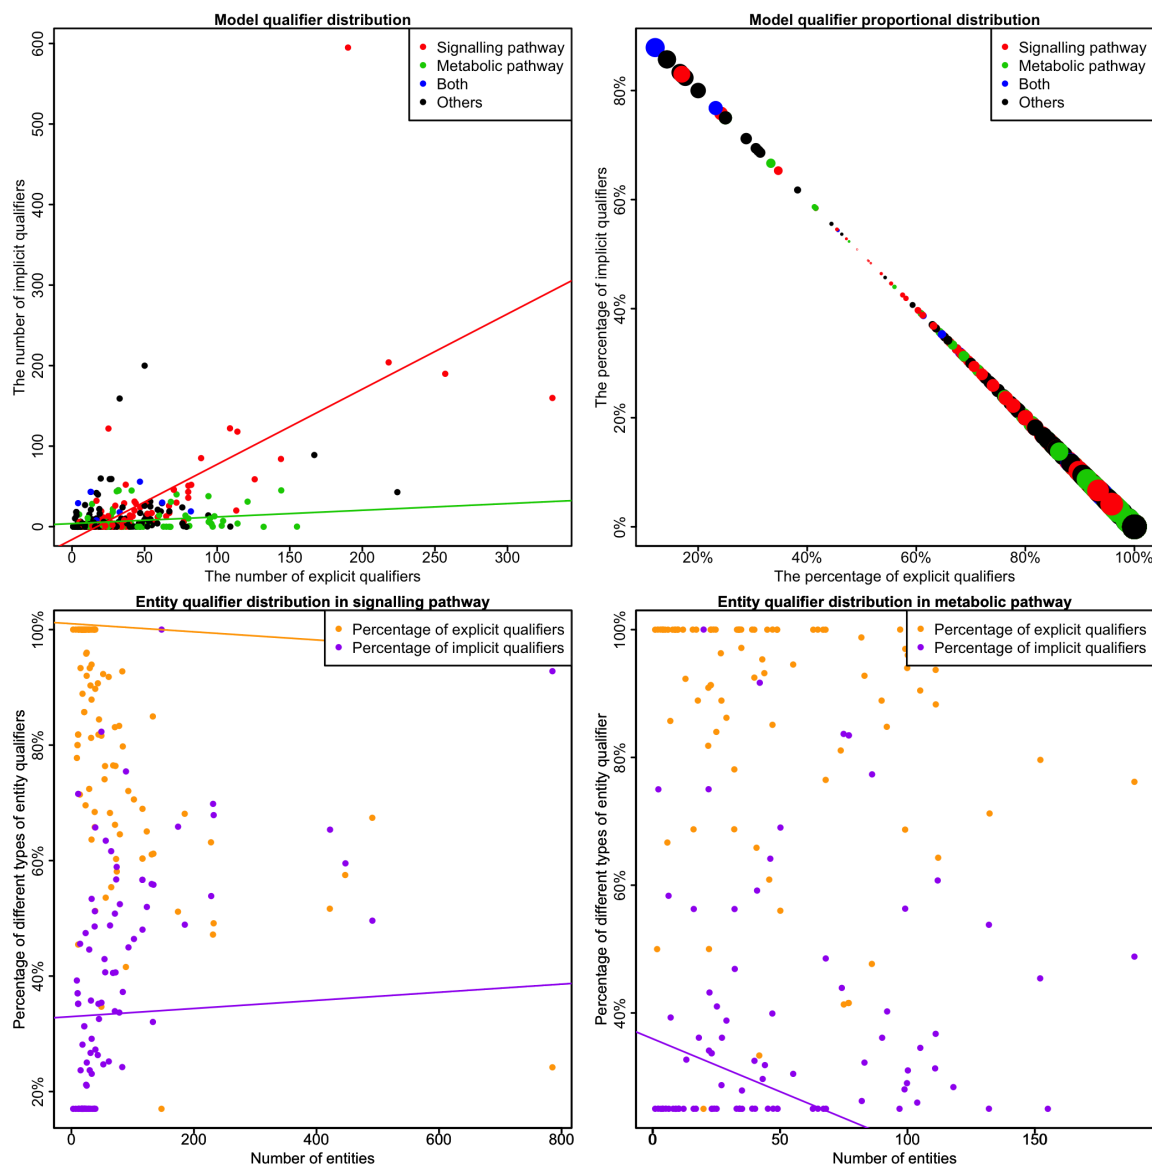 Model qualifier distribution
Signalling pathway
Metabolic pathway
Both
Others
The number of implicit qualifiers
600
500
400
300
200
100
0
0 50 100 150 200 250 300
The number of explicit qualifiers
Model qualifier proportional distribution
Signalling pathway
Metabolic pathway
Both
Others
The percentage of implicit qualifiers
80%
60%
40%
20%
0%
20% 40% 60% 80% 100%
The percentage of explicit qualifiers
Entity qualifier distribution in signalling pathway
Percentage of explicit qualifiers
Percentage of implicit qualifiers
Percentage of different types of entity qualifiers
100%
80%
60%
40%
20%
0 200 400 600 800
Number of entities
Entity qualifier distribution in metabolic pathway
Percentage of explicit qualifiers
Percentage of implicit qualifiers
Percentage of different types of entity qualifier
100%
80%
60%
40%
0 50 100 150
Number of entities